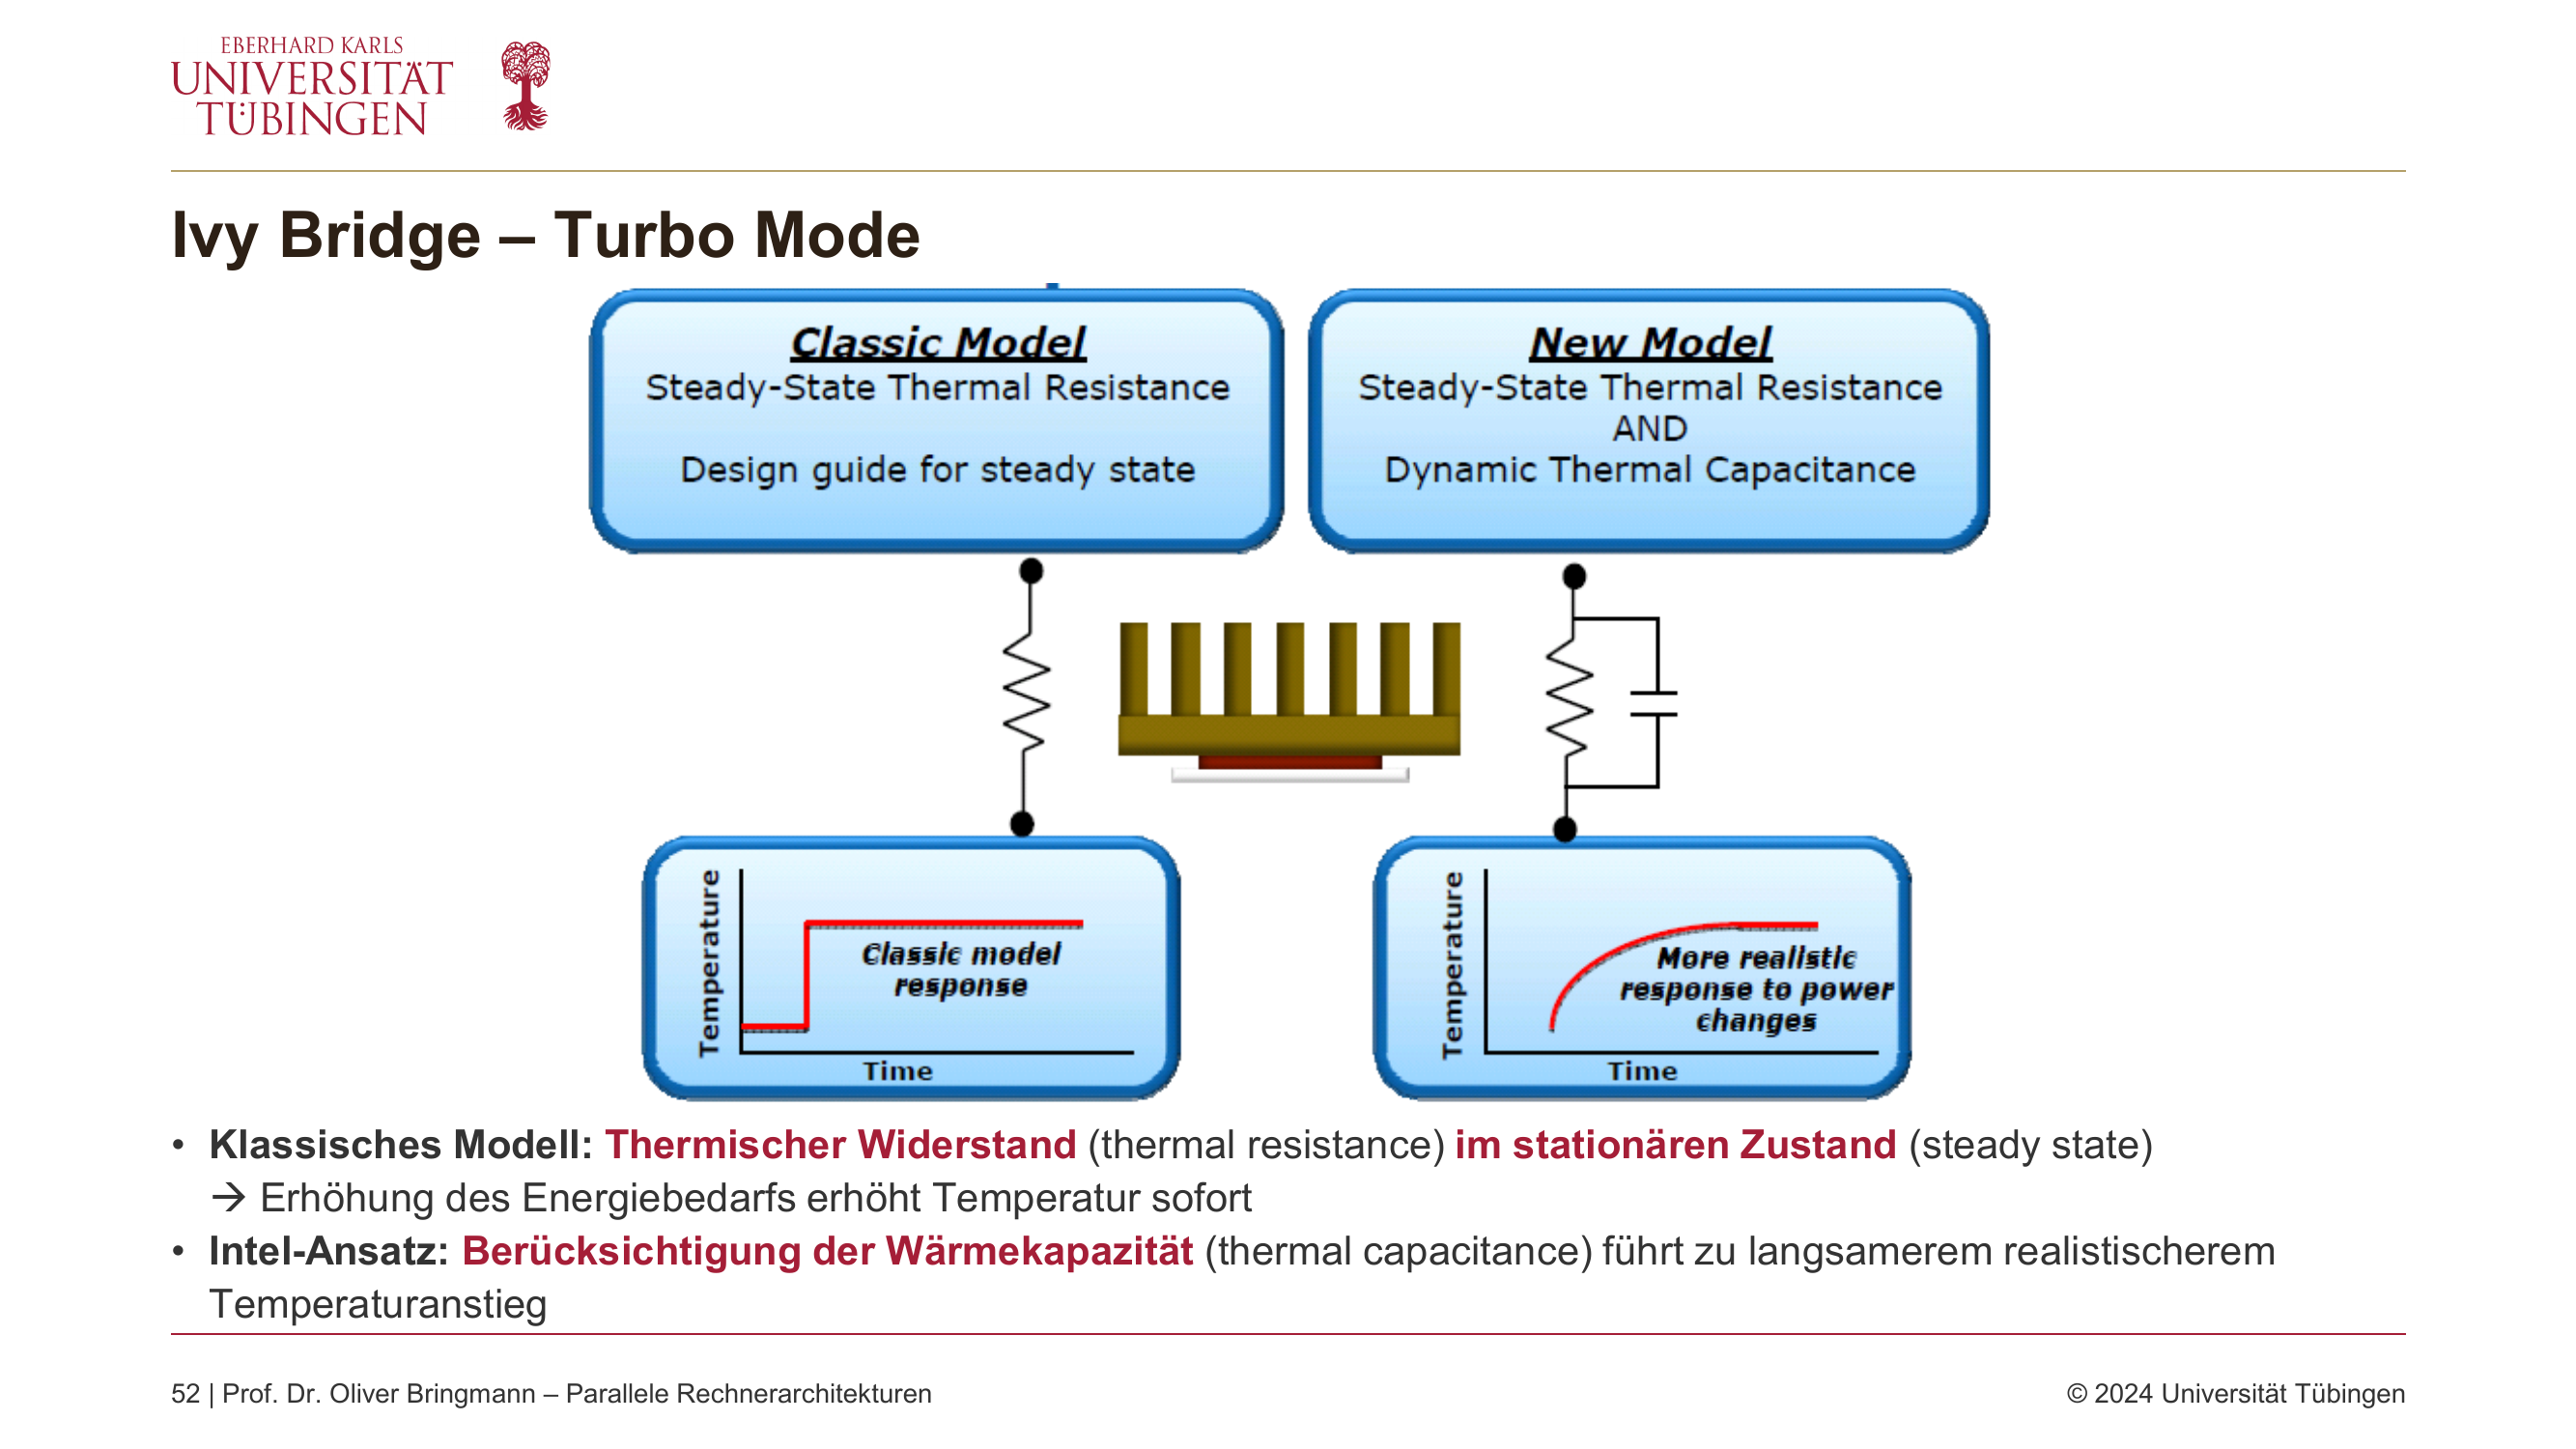 EBERHARD KARLS
UNIVERSITÄT
TÜBINGEN
Ivy Bridge – Turbo Mode
Classic Model
Steady-State Thermal Resistance
Design guide for steady state
New Model
Steady-State Thermal Resistance
AND
Dynamic Thermal Capacitance
Temperature
Classic model
response
Time
Temperature
More realistic
response to power
changes
Time
• Klassisches Modell: Thermischer Widerstand (thermal resistance) im stationären Zustand (steady state)
→ Erhöhung des Energiebedarfs erhöht Temperatur sofort
• Intel-Ansatz: Berücksichtigung der Wärmekapazität (thermal capacitance) führt zu langsamerem realistischerem
Temperaturanstieg
52 | Prof. Dr. Oliver Bringmann – Parallele Rechnerarchitekturen
© 2024 Universität Tübingen